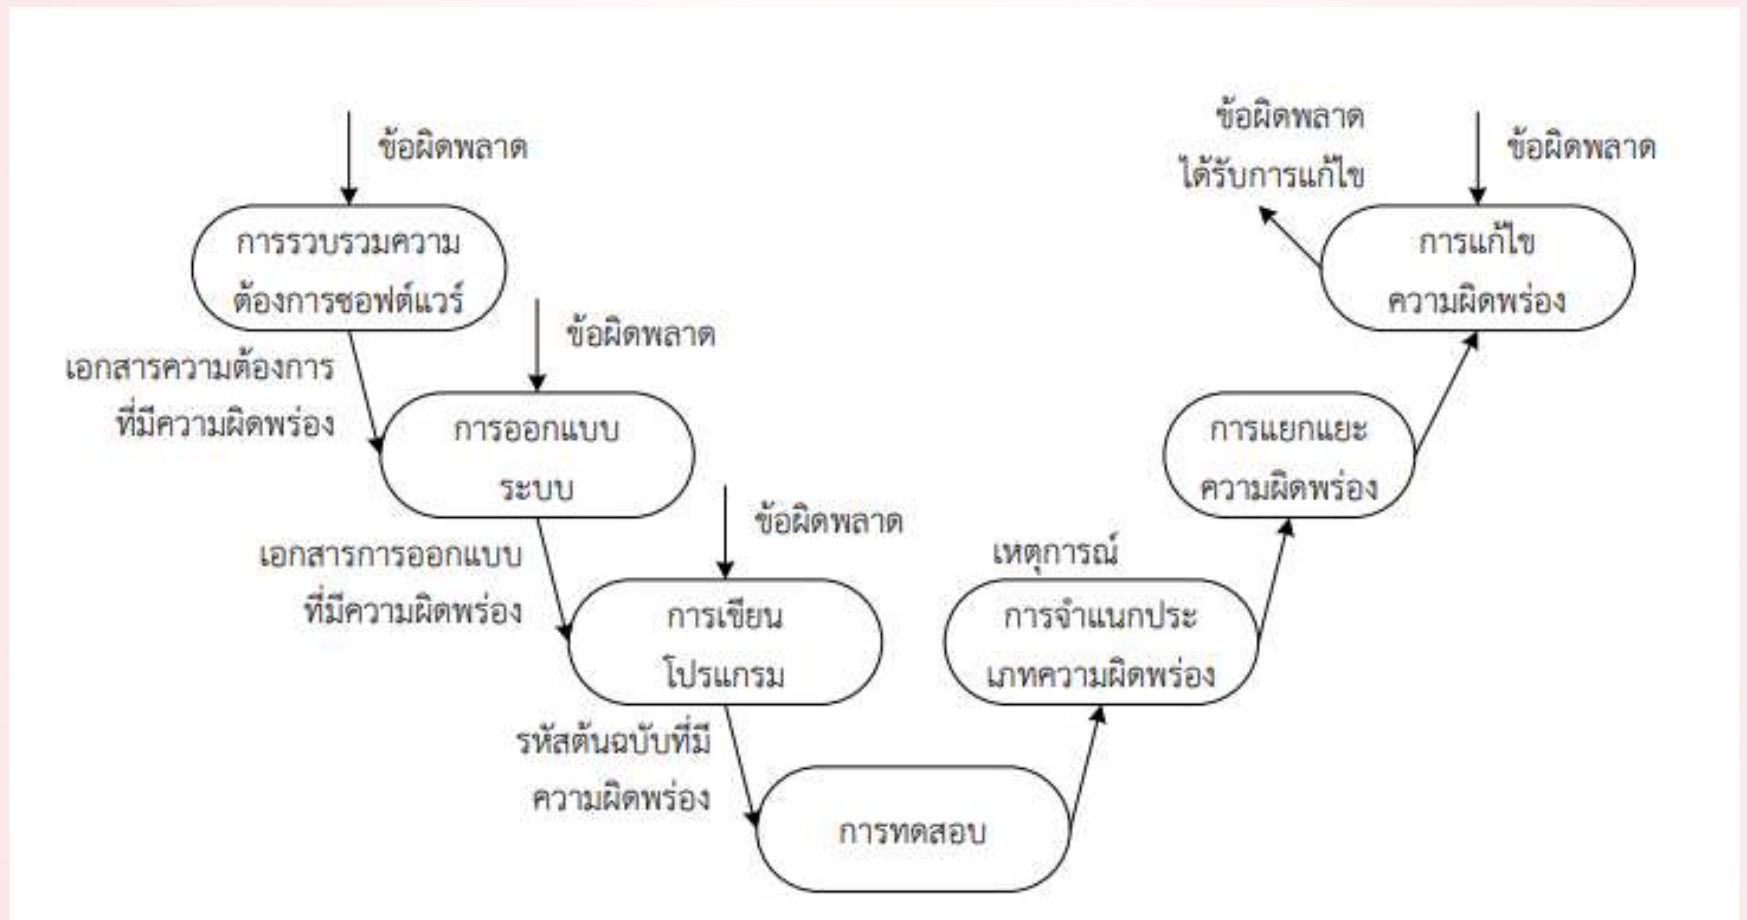 ข้อผิดพลาด
การรวบรวมความ
ต้องการซอฟต์แวร์
เอกสารความต้องการ
ที่มีความผิดพร่อง
ข้อผิดพลาด
การออกแบบ
ระบบ
เอกสารการออกแบบ
ที่มีความผิดพร่อง
ข้อผิดพลาด
การเขียน
โปรแกรม
รหัสต้นฉบับที่มี
ความผิดพร่อง
การทดสอบ
เหตุการณ์
การจำแนกประ
เภทความผิดพร่อง
การแยกแยะ
ความผิดพร่อง
ข้อผิดพลาด
ได้รับการแก้ไข
ข้อผิดพลาด
การแก้ไข
ความผิดพร่อง